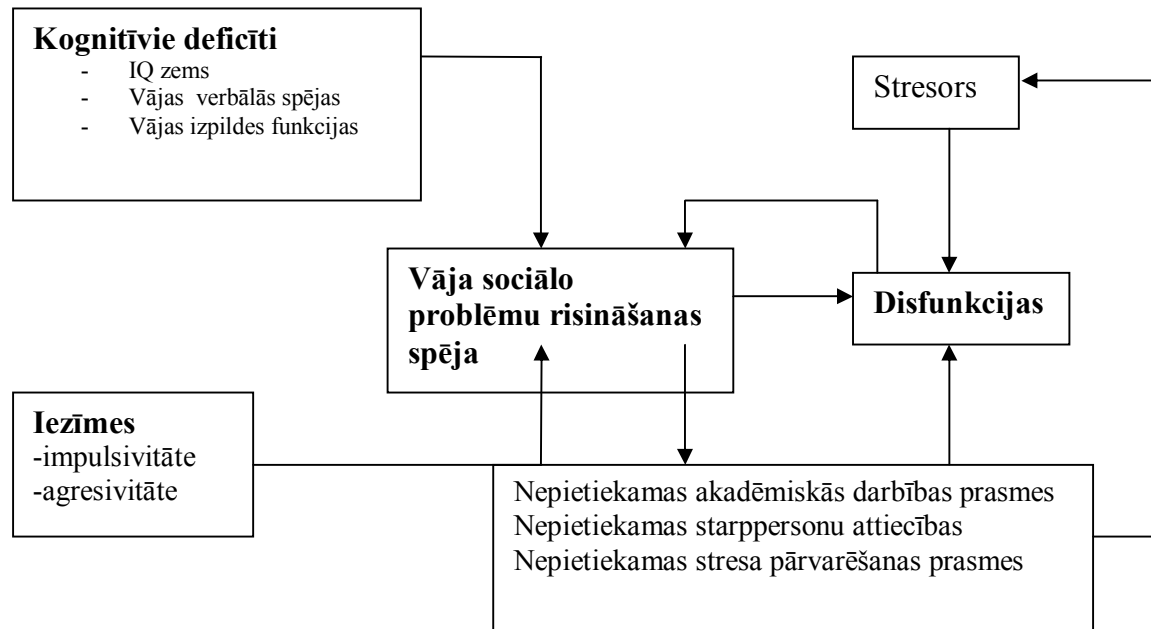 Kognitīvie deficīti
- IQ zems
- Vājas verbālās spējas
- Vājas izpildes funkcijas
Stresors
Vāja sociālo
problēmu risināšanas
spēja
Disfunkcijas
Iezīmes
-impulsivitāte
-agresivitāte
Nepietiekamas akadēmiskās darbības prasmes
Nepietiekamas starppersonu attiecības
Nepietiekamas stresa pārvarēšanas prasmes